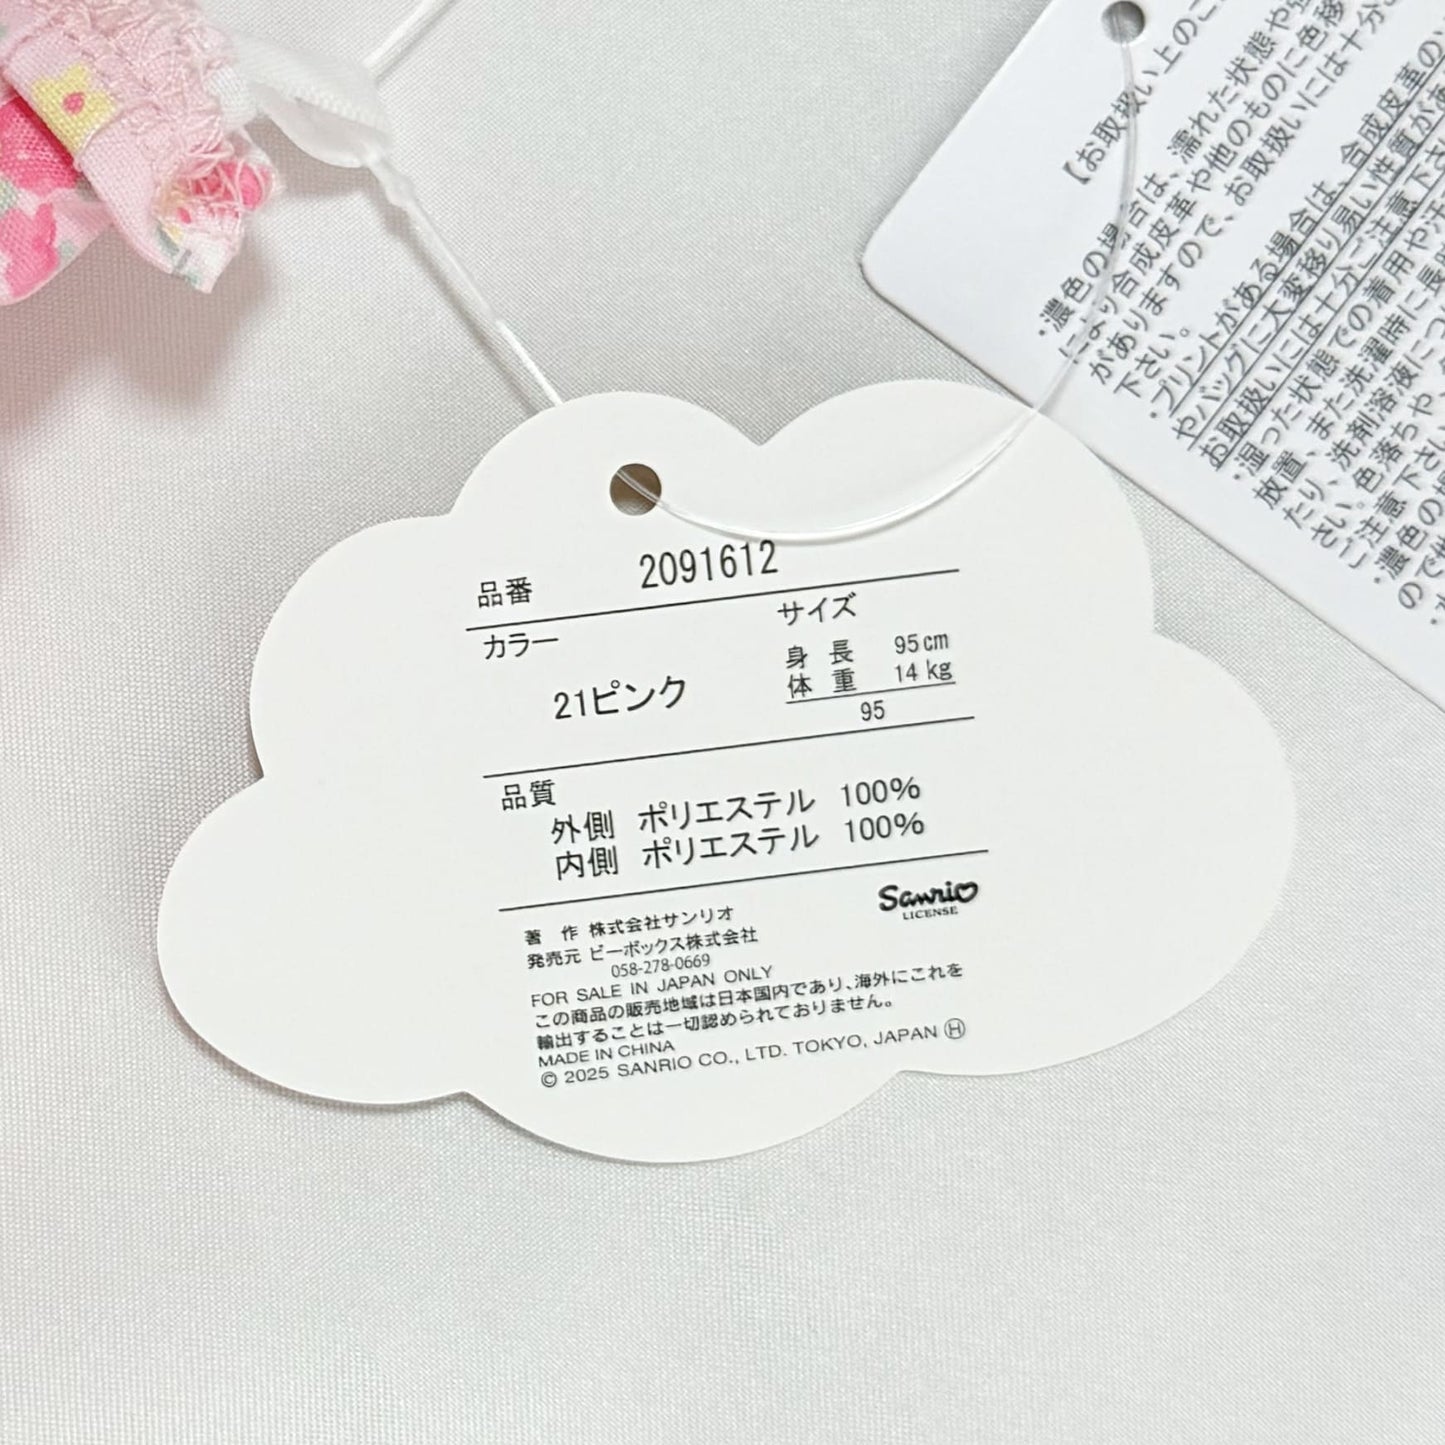 品番 2091612
カラー
サイズ
21ピンク
身長 95cm
体重 14kg
95
品質
外側 ポリエステル 100%
内側 ポリエステル 100%
Sanrio
LICENSE
著 作 株式会社サンリオ
発売元 ビーボックス株式会社
058-278-0669
FOR SALE IN JAPAN ONLY
この商品の販売地域は日本国内であり、海外にこれを
輸出することは一切認められておりません。
MADE IN CHINA
© 2025 SANRIO CO., LTD. TOKYO, JAPAN Ⓗ
【お取扱い上のご
・濃色の場合は、濡れた状態や
により合成皮革や他のものに色移
がありますので、お取扱いには十分
下さい。
・プリントがある場合は、合成皮革の
やバッグに大変移り易い性質があ
お取扱いには十分ご注意下さ
・湿った状態での着用や汗
放置、また洗濯時に長時
たり、洗剤溶液につ
さい。色落ちや、
ご注意下さい
・濃色の
ので